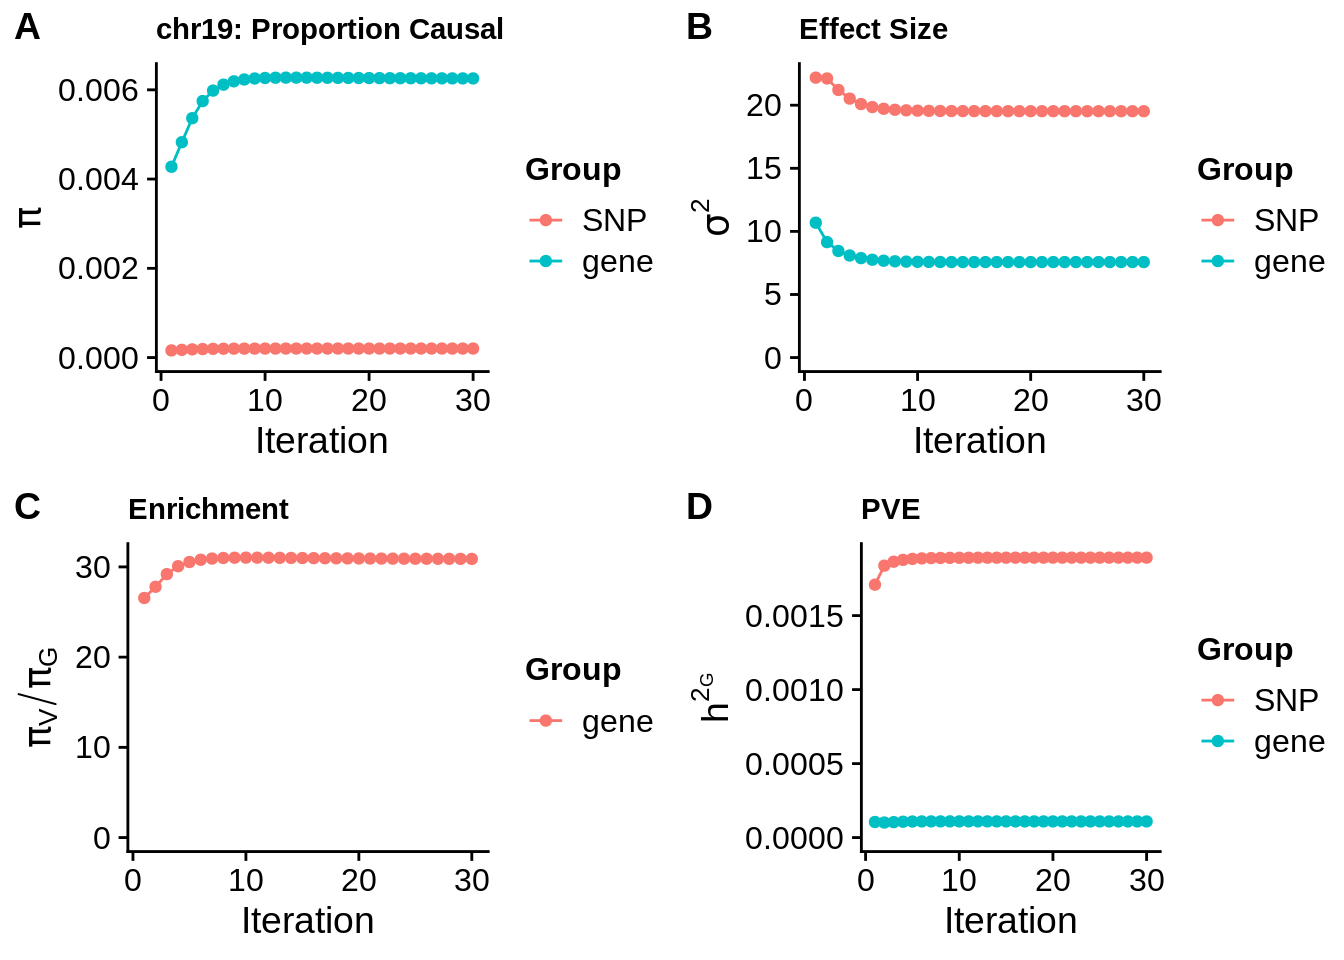 A
chr19: Proportion Causal
π
0.006
0.004
0.002
0.000
0 10 20 30
Iteration
Group
SNP
gene
B
Effect Size
σ²
20
15
10
5
0
0 10 20 30
Iteration
Group
SNP
gene
C
Enrichment
πV/πG
30
20
10
0
0 10 20 30
Iteration
Group
gene
D
PVE
h²G
0.0015
0.0010
0.0005
0.0000
0 10 20 30
Iteration
Group
SNP
gene